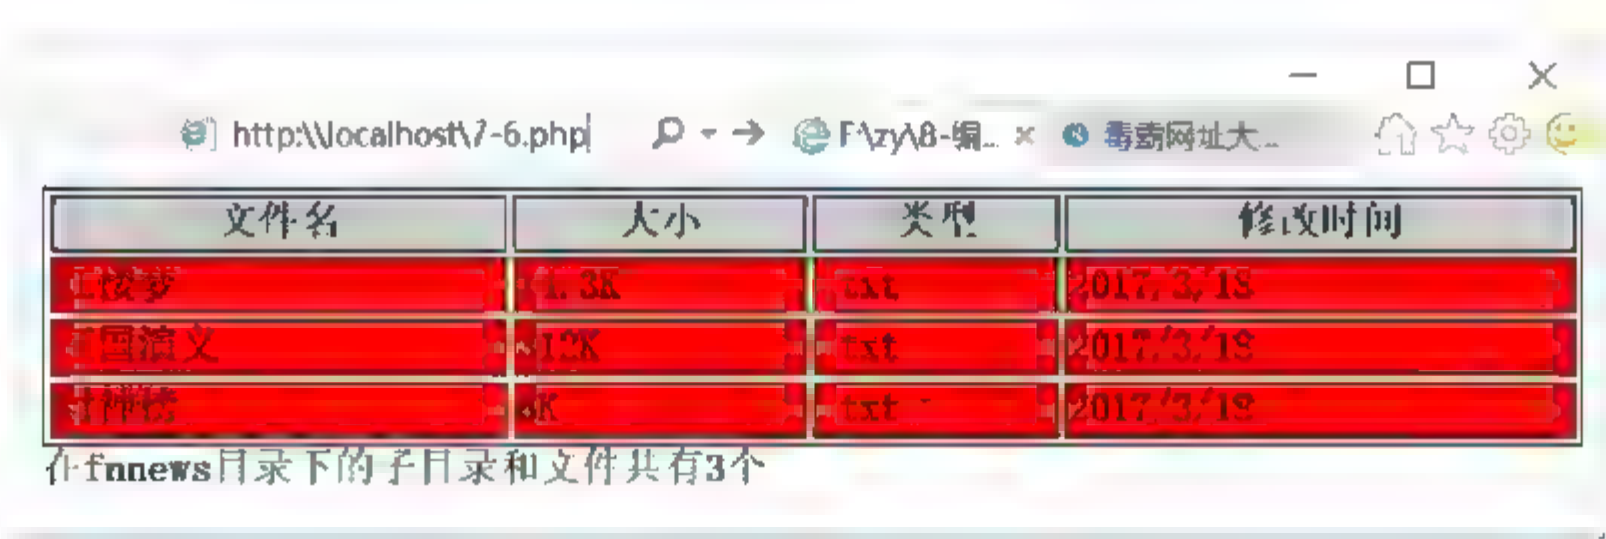 http:\\localhost\7-6.php F:\zy\8-编... 网址大...
文件名 大小 类型 修改时间
楼梦 1.3K txt 2017/3/18
国演义 12K txt 2017/3/18
K txt 2017/3/18
在fnnews目录下的子目录和文件共有3个